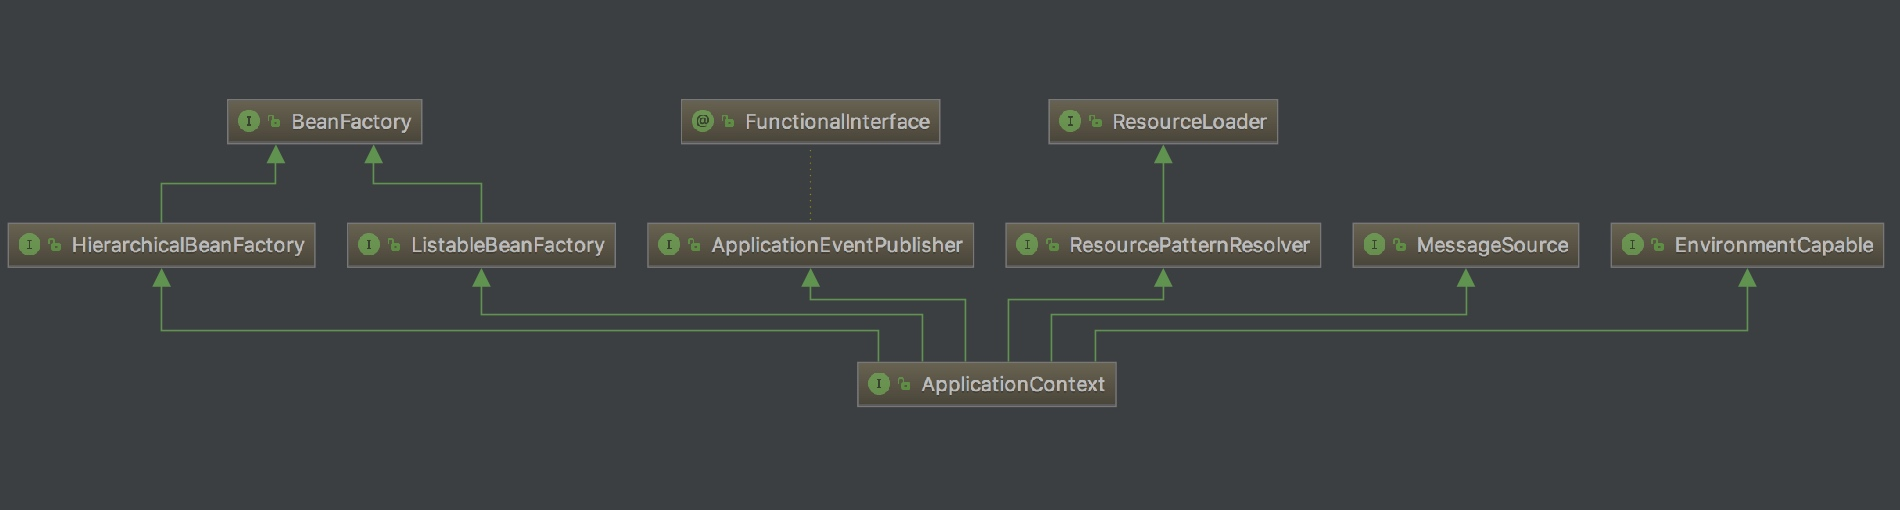 I BeanFactory
@ FunctionalInterface
I ResourceLoader
I HierarchicalBeanFactory
I ListableBeanFactory
I ApplicationEventPublisher
I ResourcePatternResolver
I MessageSource
I EnvironmentCapable
I ApplicationContext